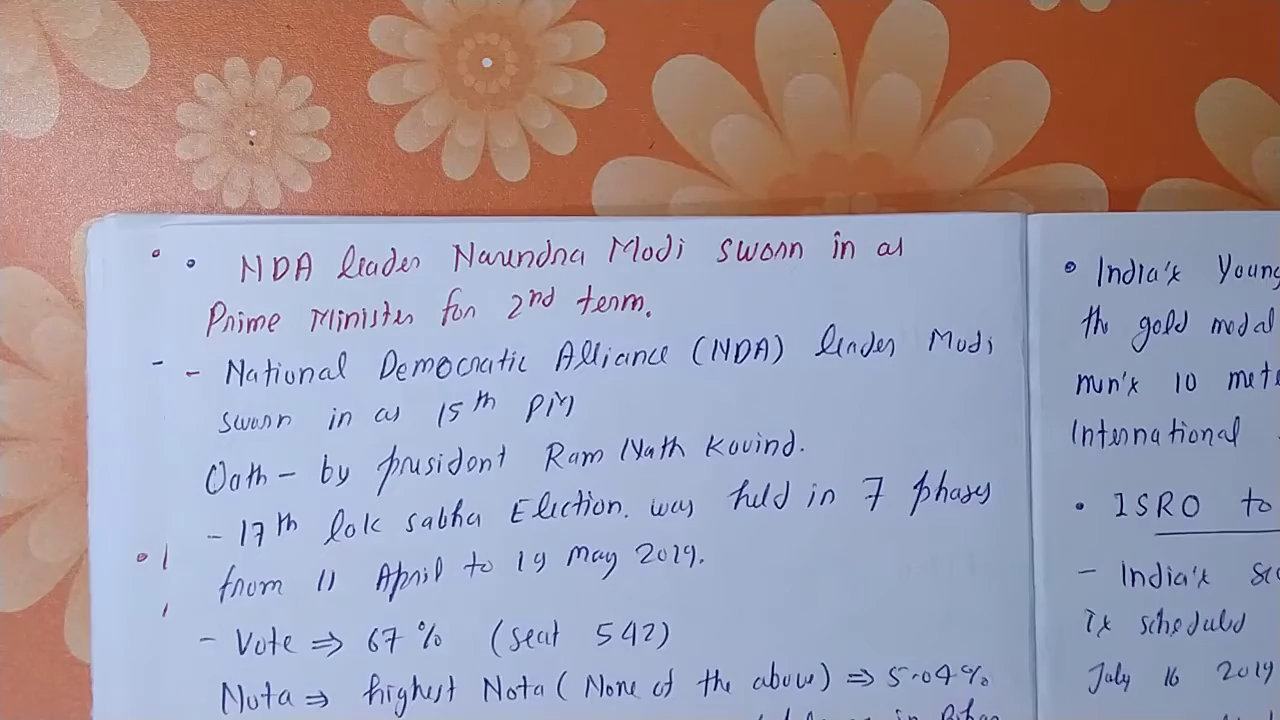 NDA leader Narendra Modi sworn in as
Prime Minister for 2nd term.
- National Democratic Alliance (NDA) leader Modi
sworn in as 15th PM
Oath - by president Ram Nath Kovind.
- 17th lok sabha Election. was held in 7 phases
from 11 April to 19 May 2019.
- Vote ⇒ 67% (seat 542)
Nota ⇒ highest Nota (None of the above) ⇒ 5.04%
in Bihar
• India's Young
the gold medal
men's 10 mete
International
• ISRO to
- India's
Is scheduled
July 16 2019